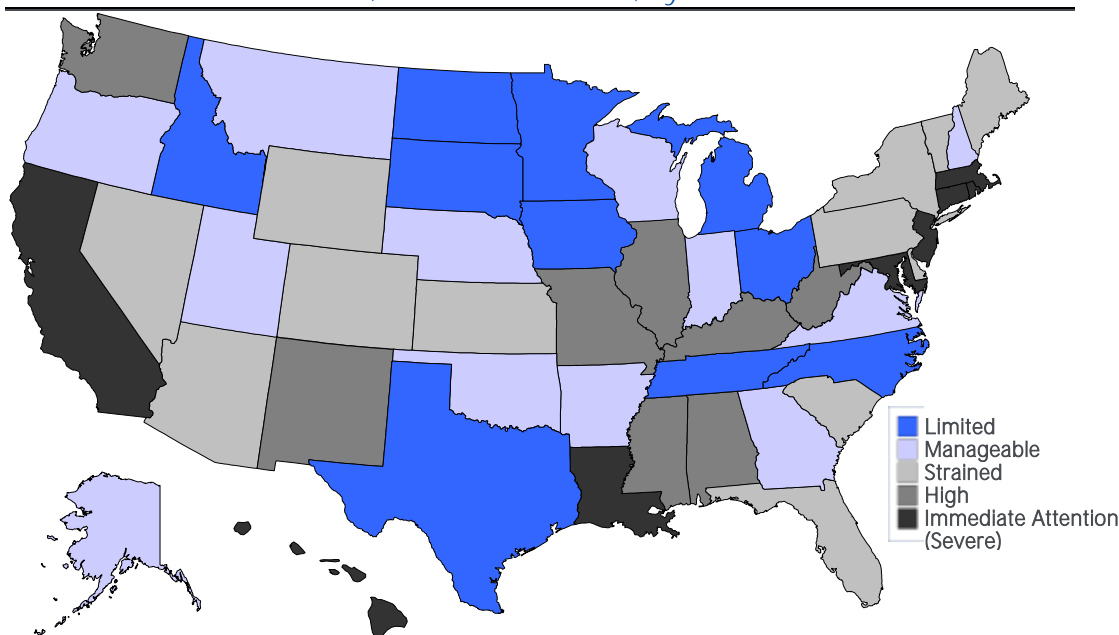 Limited
Manageable
Strained
High
Immediate Attention
(Severe)